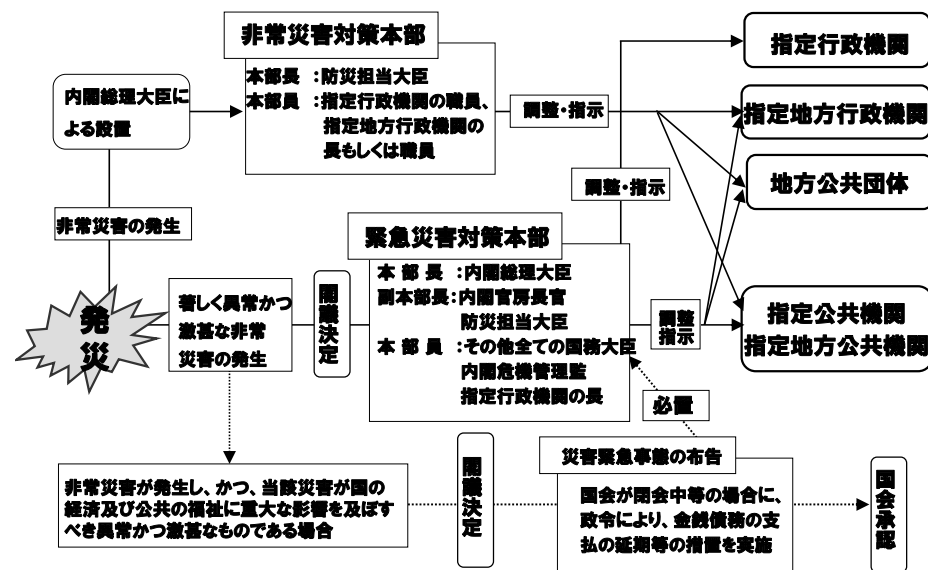 非常災害対策本部
本部長　：防災担当大臣
本部員　：指定行政機関の職員、
指定地方行政機関の
長もしくは職員
内閣総理大臣に
よる設置
調整・指示
指定行政機関
指定地方行政機関
地方公共団体
指定公共機関
指定地方公共機関
調整・指示
非常災害の発生
緊急災害対策本部
本 部 長　：内閣総理大臣
副本部長：内閣官房長官
防災担当大臣
本 部 員　：その他全ての国務大臣
内閣危機管理監
指定行政機関の長
発
災
著しく異常かつ
激甚な非常
災害の発生
閣議決定
調整
指示
必置
非常災害が発生し、かつ、当該災害が国の
経済及び公共の福祉に重大な影響を及ぼす
べき異常かつ激甚なものである場合
閣議決定
災害緊急事態の布告
国会が閉会中等の場合に、
政令により、金銭債務の支
払の延期等の措置を実施
国会承認